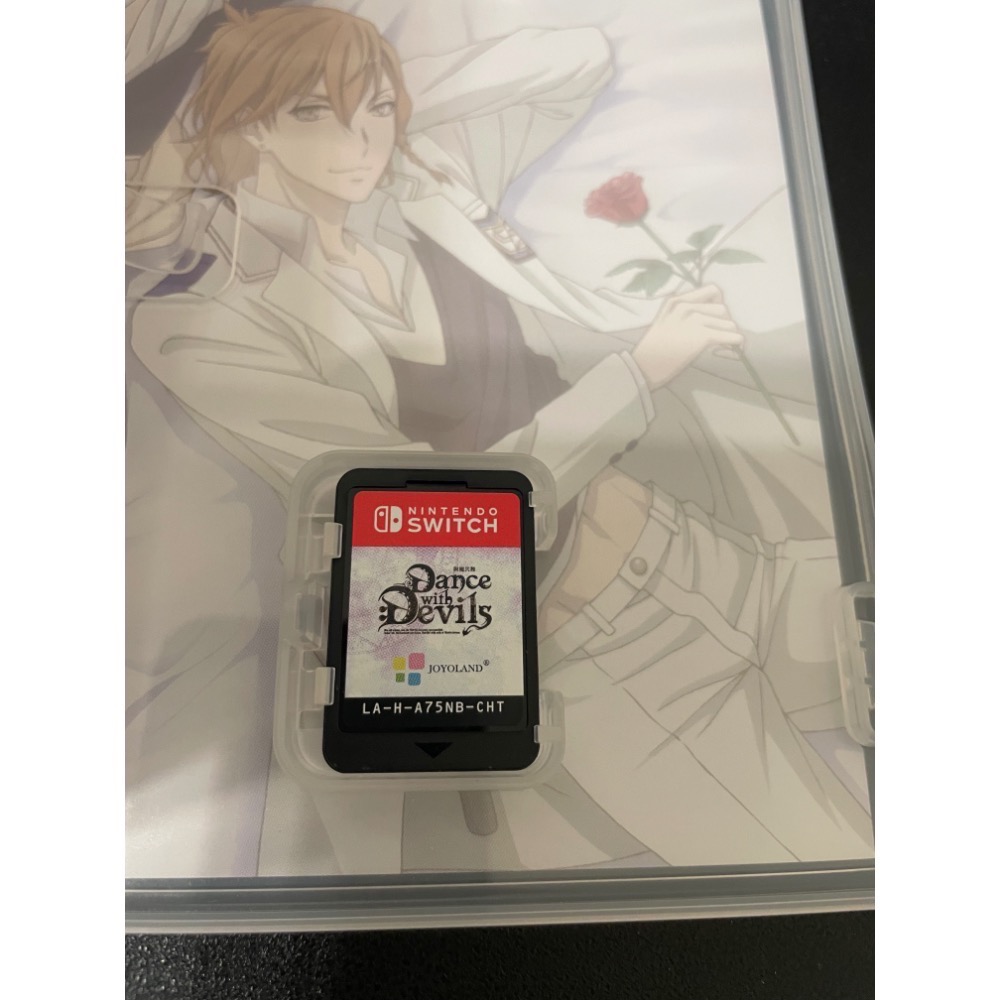 NINTENDO
SWITCH
Dance
with
Devils
JOYOLAND®
LA-H-A75NB-CHT